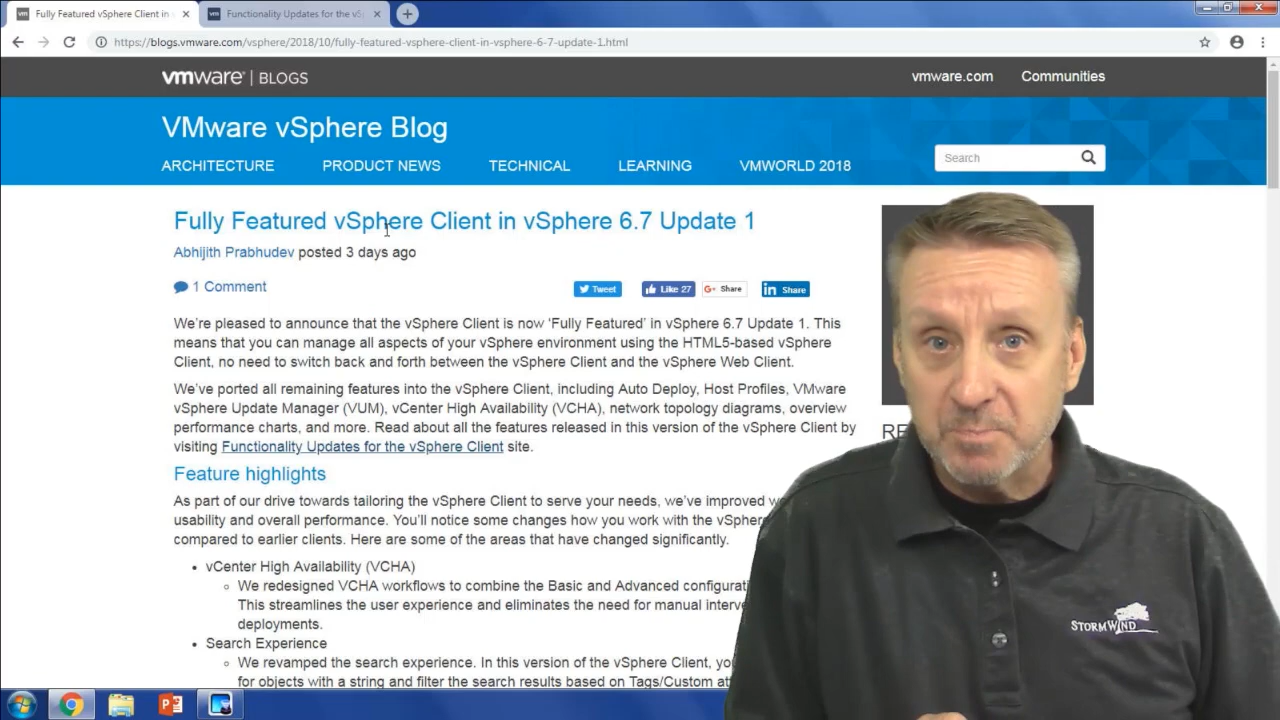 Fully Featured vSphere Client in
Functionality Updates for the vS
https://blogs.vmware.com/vsphere/2018/10/fully-featured-vsphere-client-in-vsphere-6-7-update-1.html
vmware | BLOGS
vmware.com
Communities
VMware vSphere Blog
ARCHITECTURE
PRODUCT NEWS
TECHNICAL
LEARNING
VMWORLD 2018
Search
Fully Featured vSphere Client in vSphere 6.7 Update 1
Abhijith Prabhudev posted 3 days ago
1 Comment
Tweet
Like 27
Share
in Share
We’re pleased to announce that the vSphere Client is now ‘Fully Featured’ in vSphere 6.7 Update 1. This
means that you can manage all aspects of your vSphere environment using the HTML5-based vSphere
Client, no need to switch back and forth between the vSphere Client and the vSphere Web Client.
We’ve ported all remaining features into the vSphere Client, including Auto Deploy, Host Profiles, VMware
vSphere Update Manager (VUM), vCenter High Availability (VCHA), network topology diagrams, overview
performance charts, and more. Read about all the features released in this version of the vSphere Client by
visiting Functionality Updates for the vSphere Client site.
Feature highlights
As part of our drive towards tailoring the vSphere Client to serve your needs, we’ve improved
usability and overall performance. You’ll notice some changes how you work with the vSphere
compared to earlier clients. Here are some of the areas that have changed significantly.
vCenter High Availability (VCHA)
We redesigned VCHA workflows to combine the Basic and Advanced
This streamlines the user experience and eliminates the need for manual
deployments.
Search Experience
We revamped the search experience. In this version of the vSphere Client,
for objects with a string and filter the search results based on Tags/Custom
STORMWIND